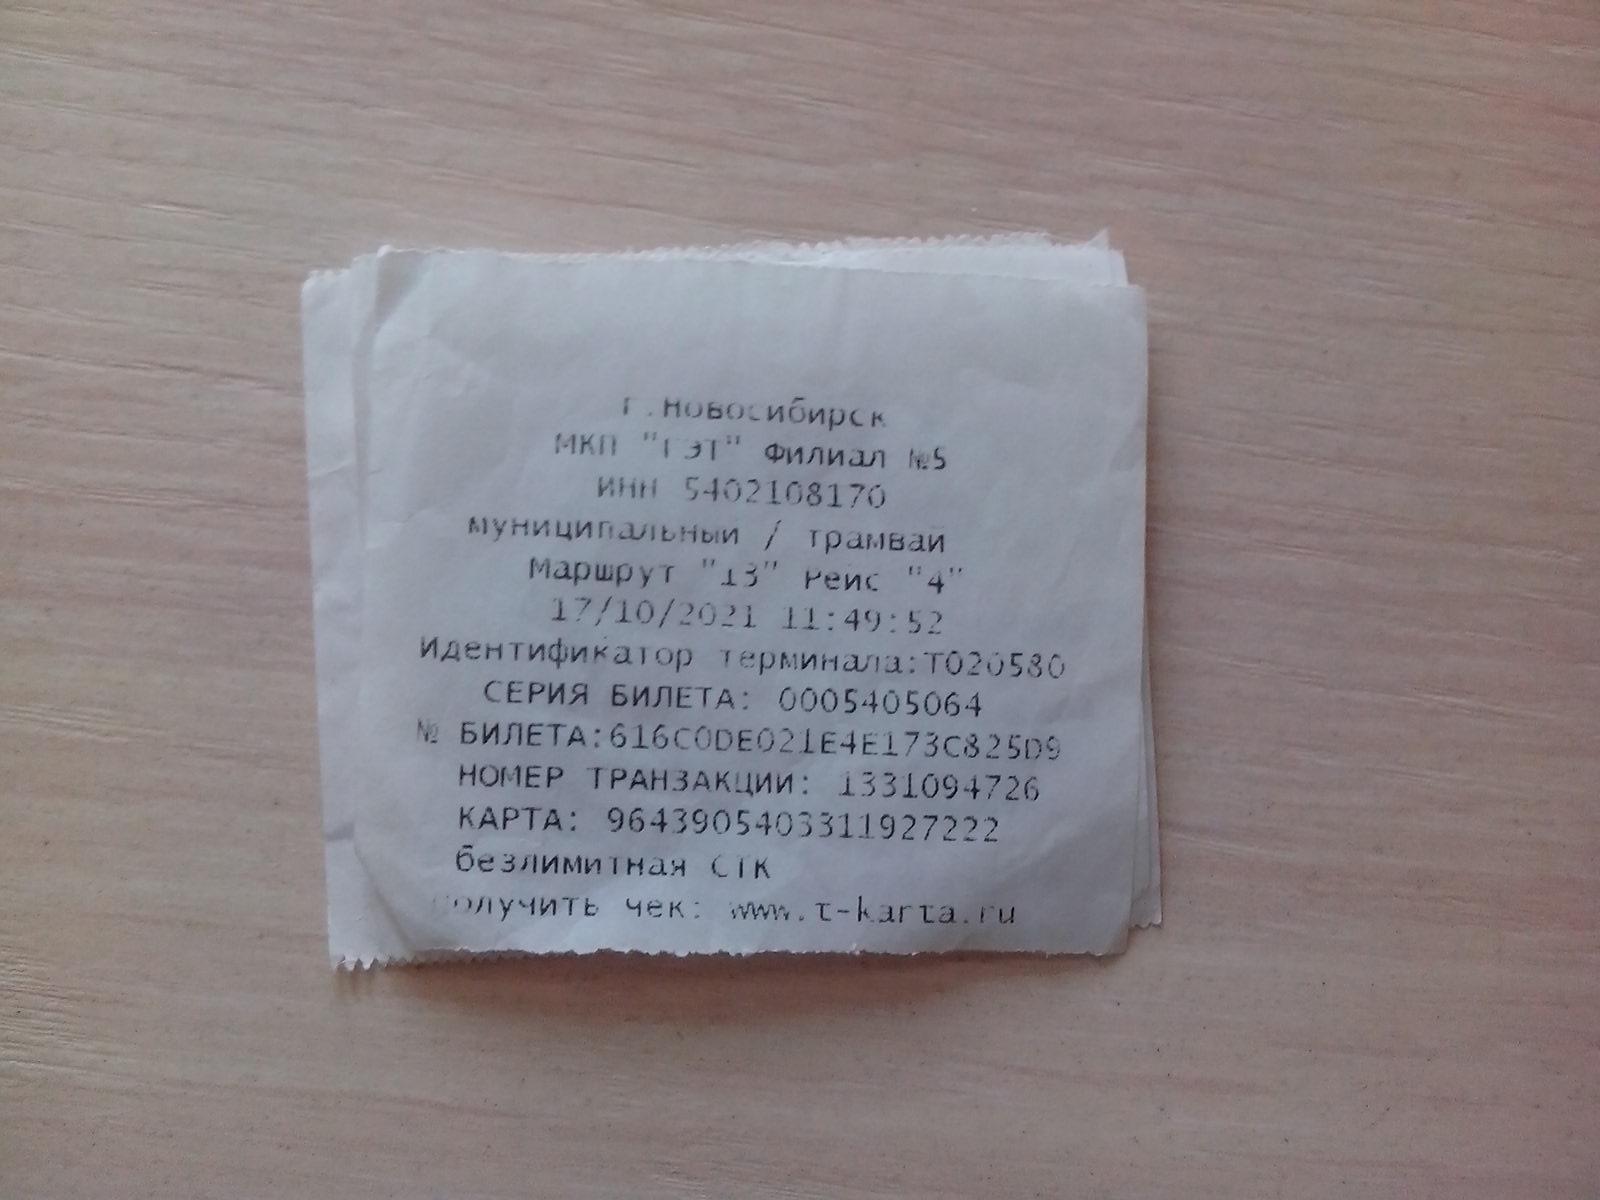 г.Новосибирск
МКП "ГЭТ" Филиал №5
ИНН 5402108170
муниципальный / трамвай
Маршрут "13" Рейс "4"
17/10/2021 11:49:52
Идентификатор терминала:T020580
СЕРИЯ БИЛЕТА: 0005405064
№ БИЛЕТА:616C0DE021E4E173C825D9
НОМЕР ТРАНЗАКЦИИ: 1331094726
КАРТА: 9643905403311927222
безлимитная СТК
получить чек: www.t-karta.ru